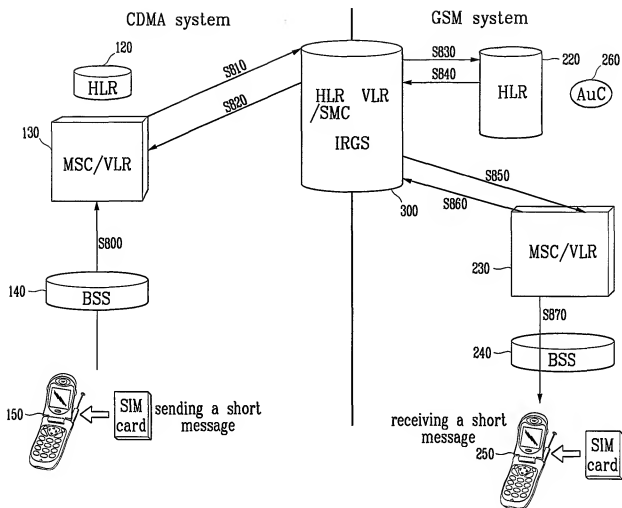 CDMA system
GSM system
120
HLR
S810
S820
130
MSC/VLR
S800
140
BSS
150
SIM
card
sending a short
message
HLR VLR
/SMC
IRGS
300
S830
S840
220
HLR
260
AuC
S850
S860
MSC/VLR
230
S870
240
BSS
receiving a short
message
250
SIM
card